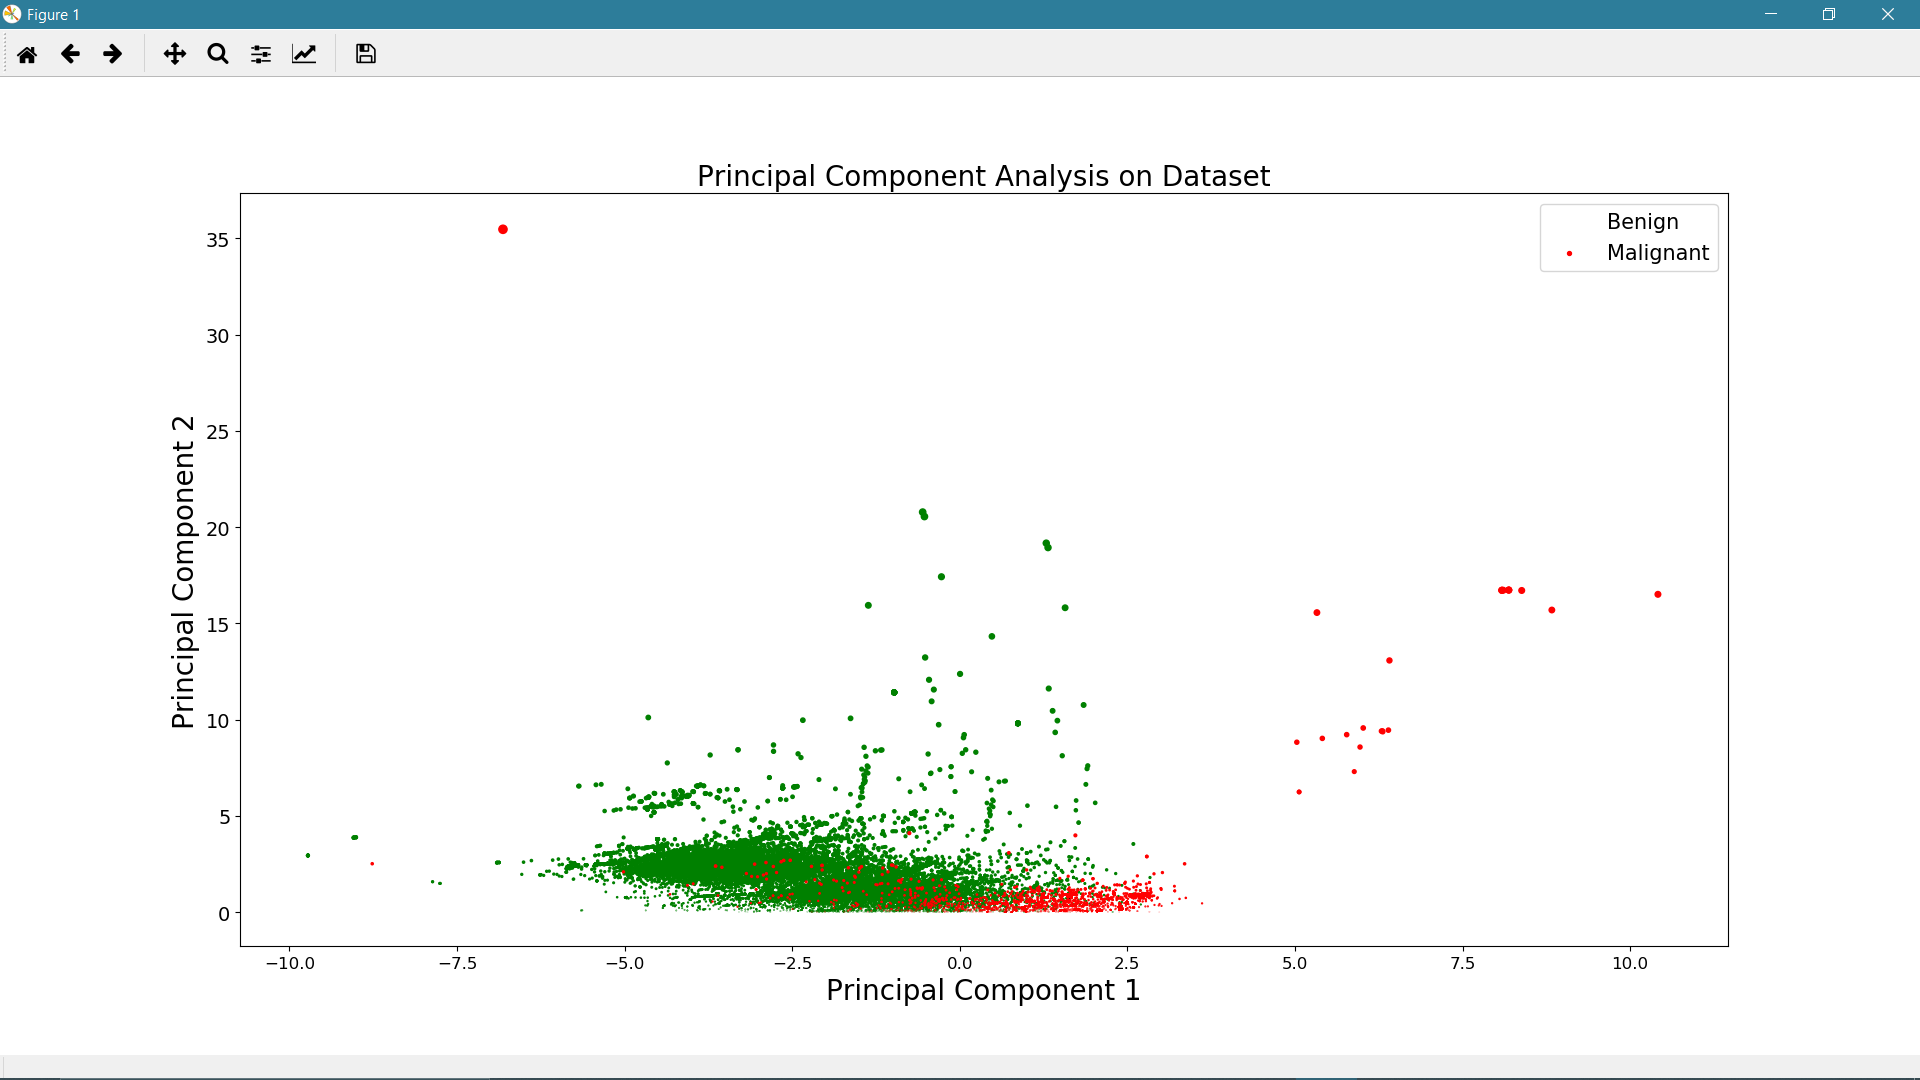 Figure 1
Principal Component Analysis on Dataset
Benign
Malignant
35
30
25
20
15
10
5
0
Principal Component 2
−10.0 −7.5 −5.0 −2.5 0.0 2.5 5.0 7.5 10.0
Principal Component 1